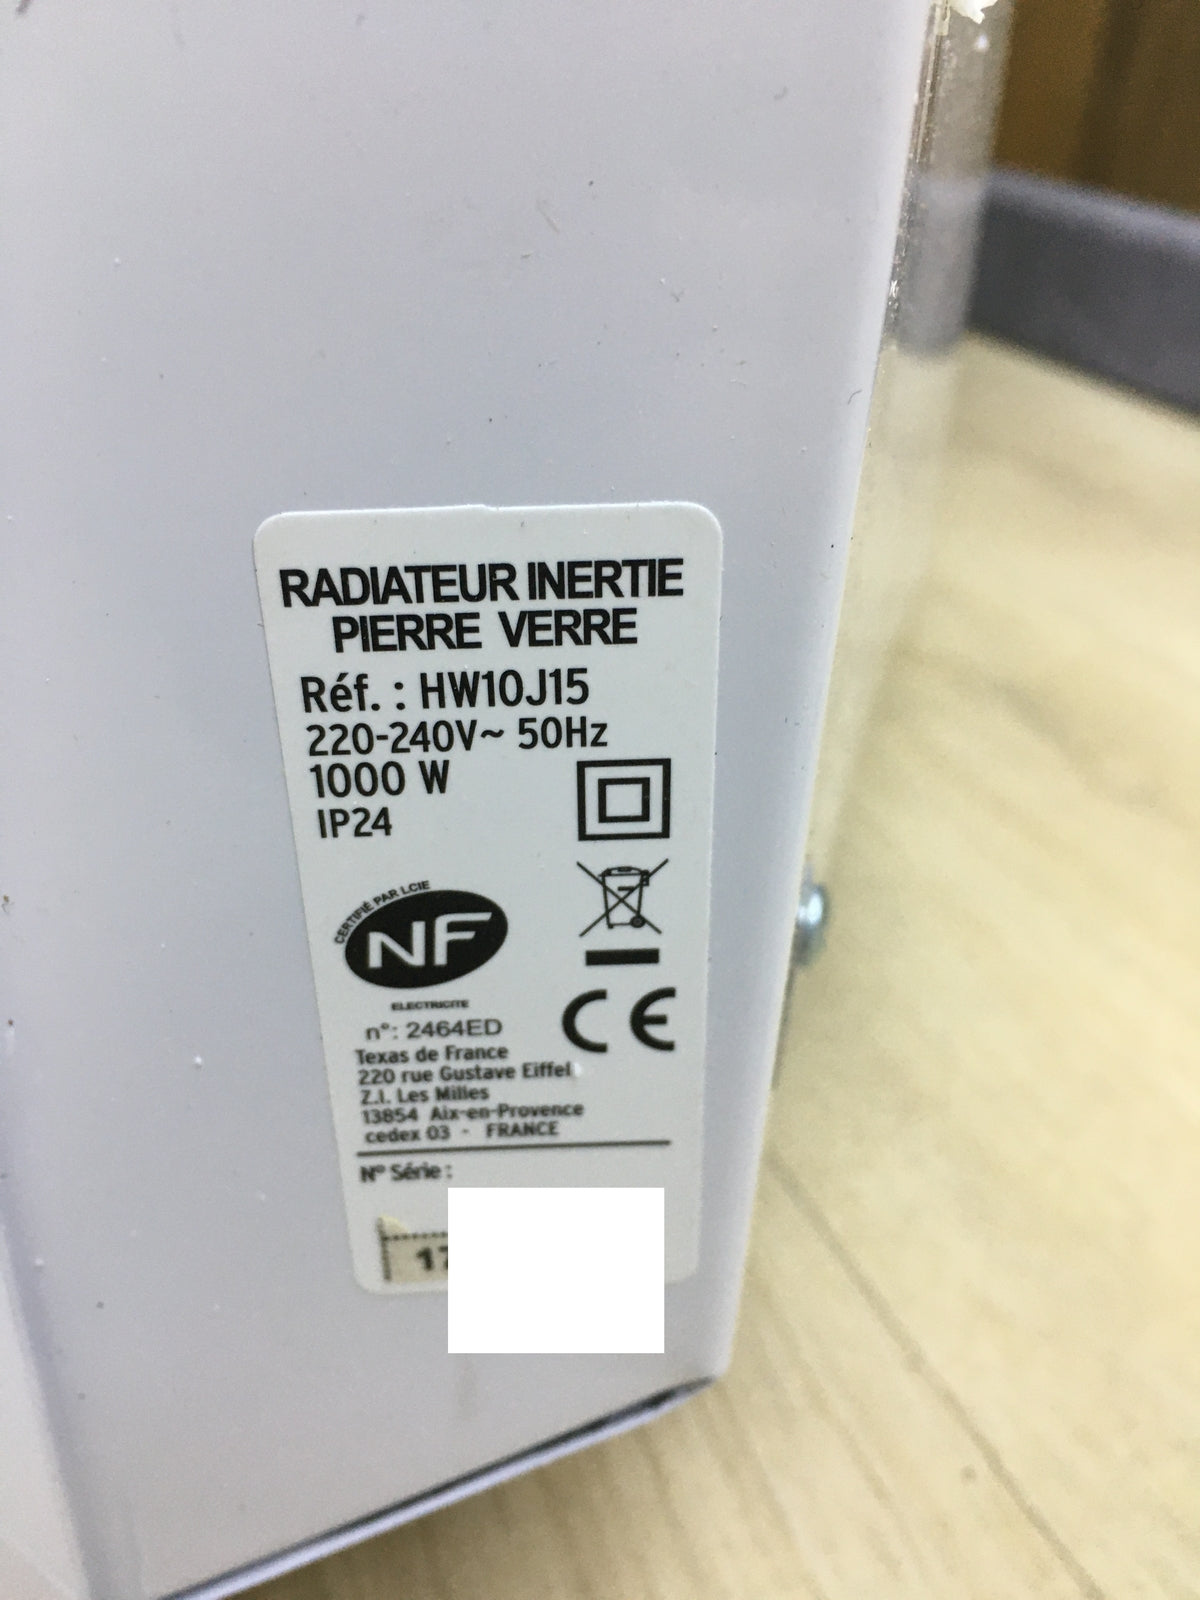 RADIATEUR INERTIE
PIERRE VERRE
Réf. : HW10J15
220-240V~ 50Hz
1000 W
IP24
CERTIFIÉ PAR LCIE
NF
ELECTRICITE
CE
n°: 2464ED
Texas de France
220 rue Gustave Eiffel
Z.I. Les Milles
13854 Aix-en-Provence
cedex 03 - FRANCE
N° Série :
17